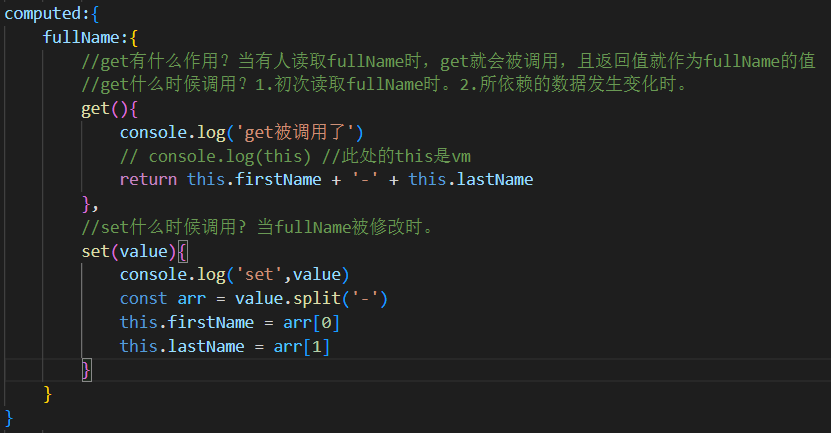 computed:{
fullName:{
//get有什么作用？当有人读取fullName时，get就会被调用，且返回值就作为fullName的值
//get什么时候调用？1.初次读取fullName时。2.所依赖的数据发生变化时。
get(){
console.log('get被调用了')
// console.log(this) //此处的this是vm
return this.firstName + '-' + this.lastName
},
//set什么时候调用? 当fullName被修改时。
set(value){
console.log('set',value)
const arr = value.split('-')
this.firstName = arr[0]
this.lastName = arr[1]
}
}
}